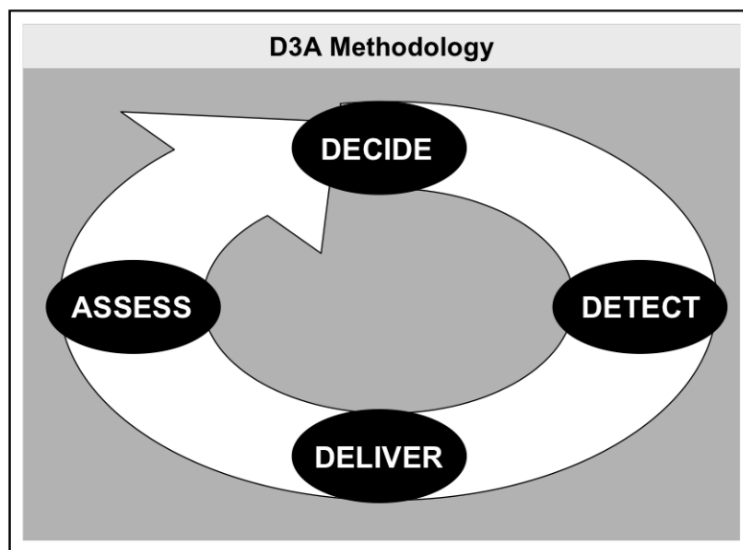 D3A Methodology
DECIDE
DETECT
DELIVER
ASSESS